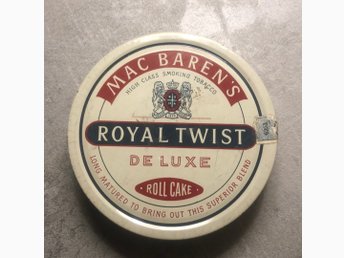 MAC BAREN'S
HIGH CLASS SMOKING TOBACCO
ROYAL TWIST
DE LUXE
· ROLL CAKE ·
LONG MATURED TO BRING OUT THIS SUPERIOR BLEND